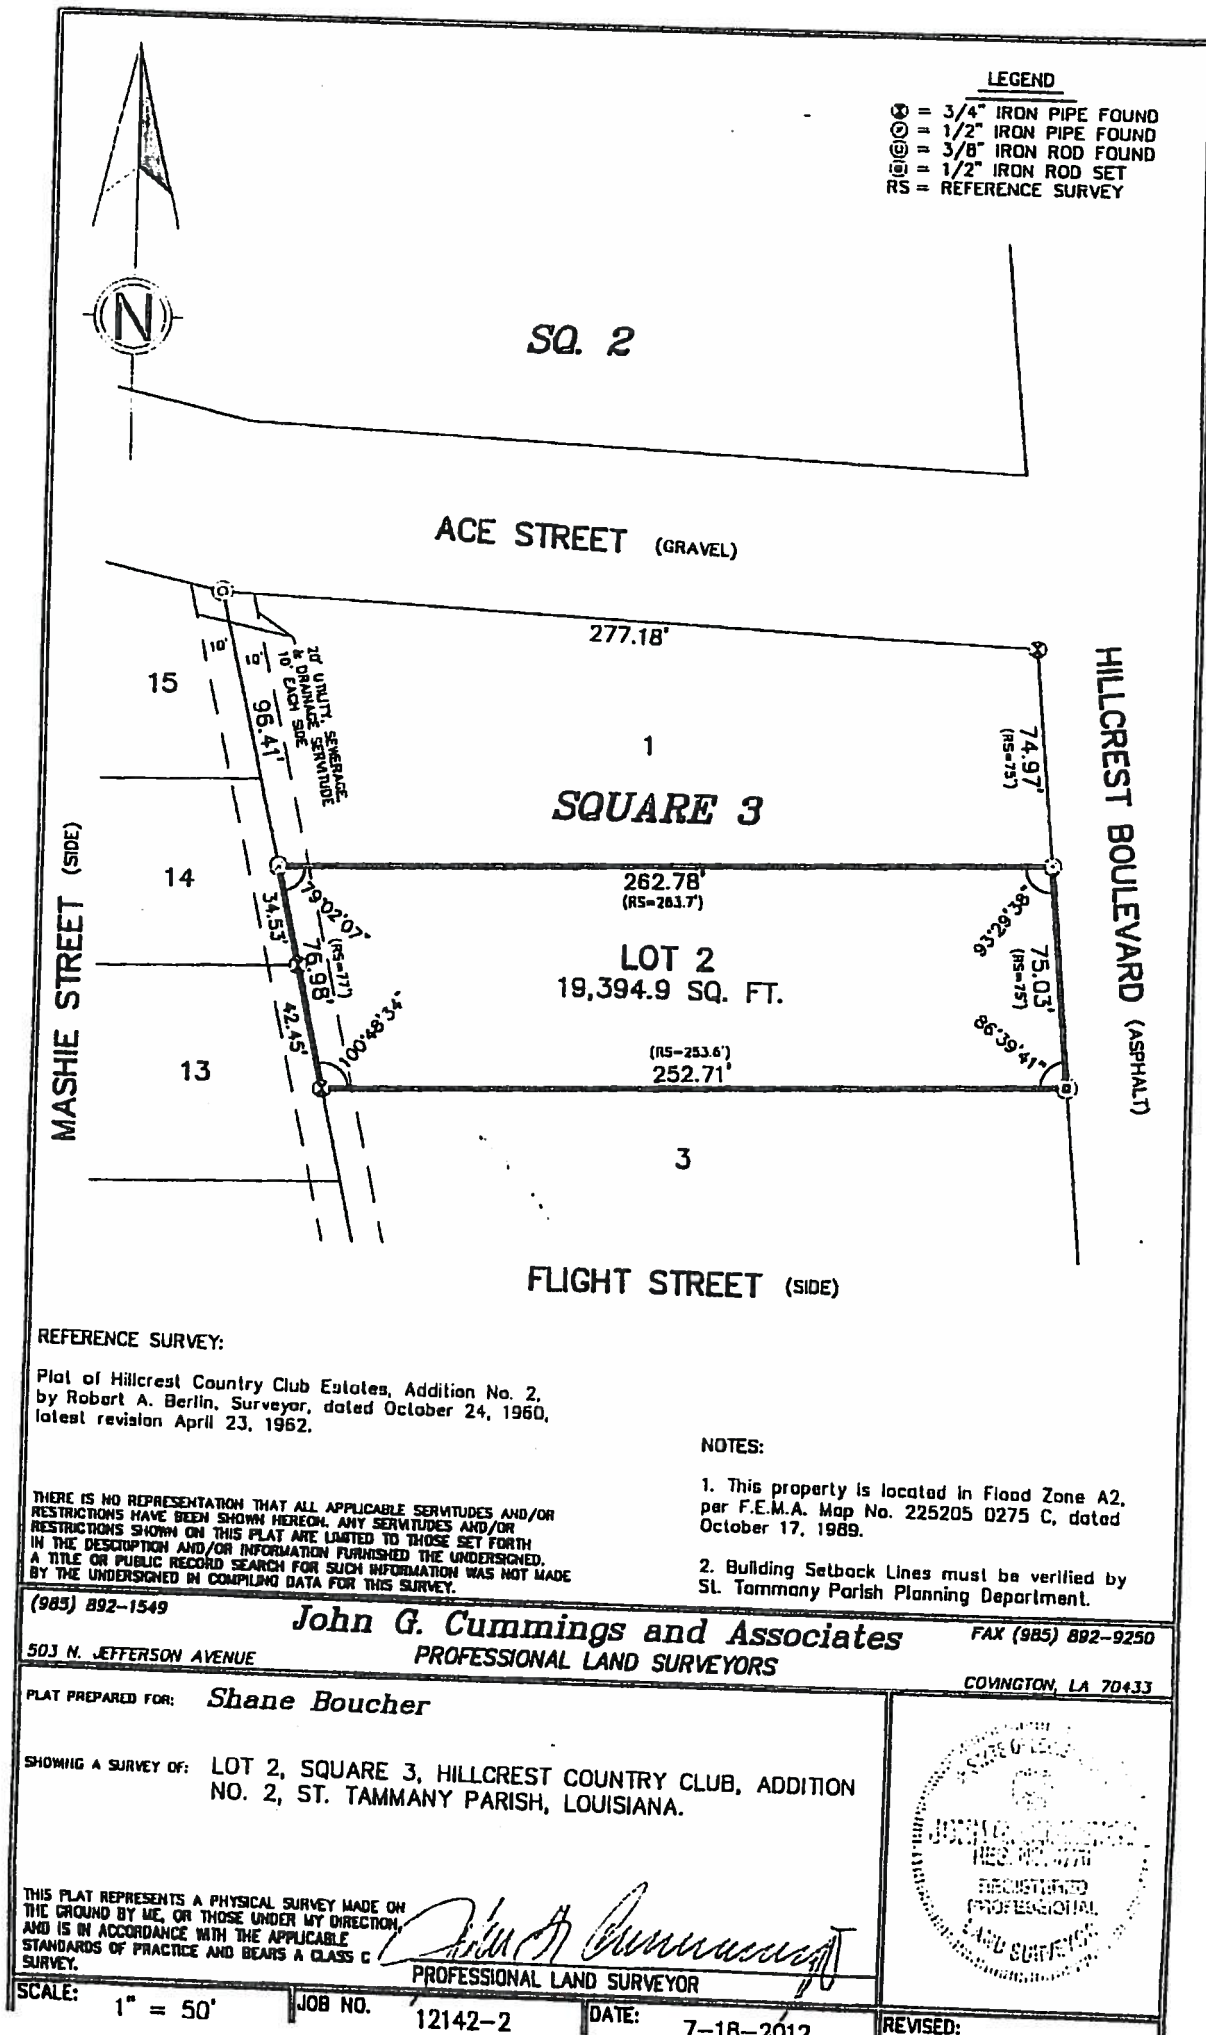 LEGEND
= 3/4" IRON PIPE FOUND
= 1/2" IRON PIPE FOUND
= 3/8" IRON ROD FOUND
= 1/2" IRON ROD SET
RS = REFERENCE SURVEY
N
SQ. 2
ACE STREET (GRAVEL)
277.18'
10'
10'
20' UTILITY, SEWERAGE,
& DRAINAGE SERVITUDE
10' EACH SIDE
15
96.41'
1
74.97'
(RS=75')
HILLCREST BOULEVARD (ASPHALT)
SQUARE 3
MASHIE STREET (SIDE)
14
262.78'
(RS=263.7')
79°02'07"
93°29'38"
34.53'
76.98'
(RS=77')
LOT 2
19,394.9 SQ. FT.
75.03'
(RS=75')
42.45'
100°48'34"
86°39'41"
13
(RS=253.6')
252.71'
3
FLIGHT STREET (SIDE)
REFERENCE SURVEY:
Plat of Hillcrest Country Club Estates, Addition No. 2,
by Robert A. Berlin, Surveyor, dated October 24, 1960,
latest revision April 23, 1962.
NOTES:
1. This property is located in Flood Zone A2,
per F.E.M.A. Map No. 225205 0275 C, dated
October 17, 1989.
2. Building Setback Lines must be verified by
St. Tammany Parish Planning Department.
THERE IS NO REPRESENTATION THAT ALL APPLICABLE SERVITUDES AND/OR
RESTRICTIONS HAVE BEEN SHOWN HEREON. ANY SERVITUDES AND/OR
RESTRICTIONS SHOWN ON THIS PLAT ARE LIMITED TO THOSE SET FORTH
IN THE DESCRIPTION AND/OR INFORMATION FURNISHED THE UNDERSIGNED.
A TITLE OR PUBLIC RECORD SEARCH FOR SUCH INFORMATION WAS NOT MADE
BY THE UNDERSIGNED IN COMPILING DATA FOR THIS SURVEY.
(985) 892-1549
John G. Cummings and Associates
FAX (985) 892-9250
503 N. JEFFERSON AVENUE
PROFESSIONAL LAND SURVEYORS
COVINGTON, LA 70433
PLAT PREPARED FOR: Shane Boucher
SHOWING A SURVEY OF: LOT 2, SQUARE 3, HILLCREST COUNTRY CLUB, ADDITION
NO. 2, ST. TAMMANY PARISH, LOUISIANA.
STATE OF
REGISTERED
PROFESSIONAL
LAND SURVEYOR
THIS PLAT REPRESENTS A PHYSICAL SURVEY MADE ON
THE GROUND BY ME, OR THOSE UNDER MY DIRECTION,
AND IS IN ACCORDANCE WITH THE APPLICABLE
STANDARDS OF PRACTICE AND BEARS A CLASS C
SURVEY.
PROFESSIONAL LAND SURVEYOR
SCALE: 1" = 50'
JOB NO. 12142-2
DATE: 7-18-2012
REVISED: